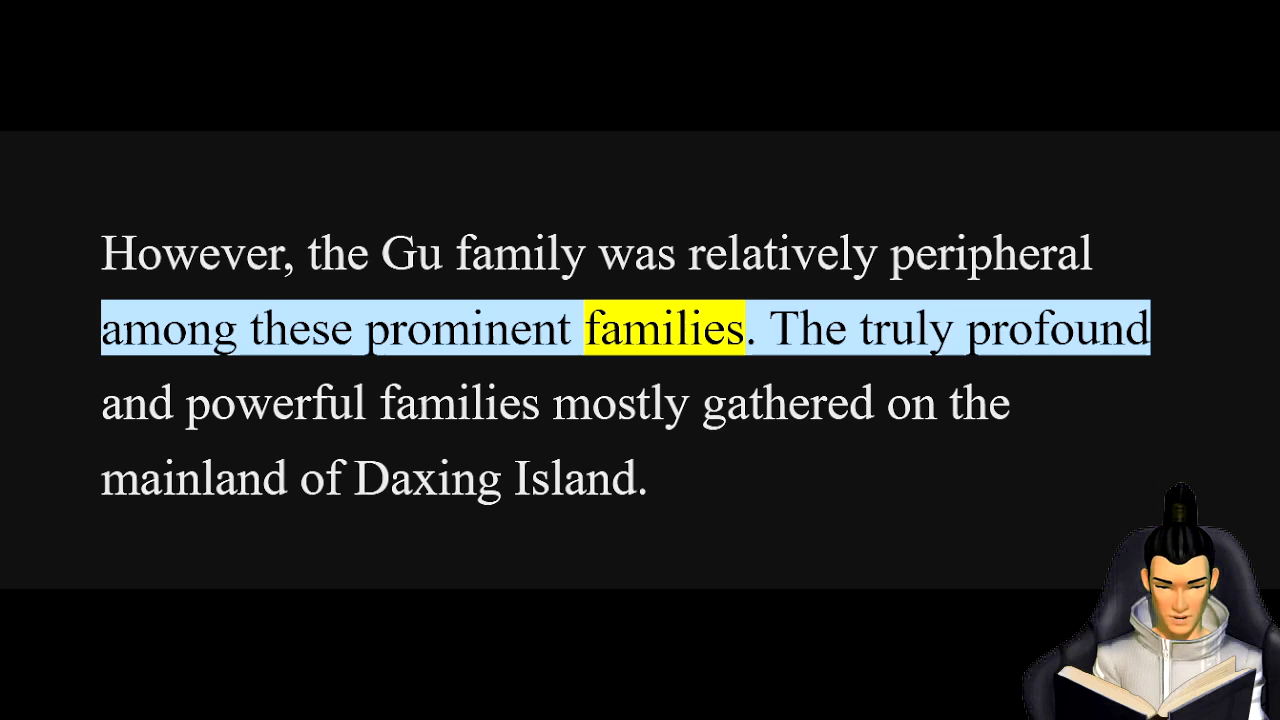 However, the Gu family was relatively peripheral
among these prominent families. The truly profound
and powerful families mostly gathered on the
mainland of Daxing Island.